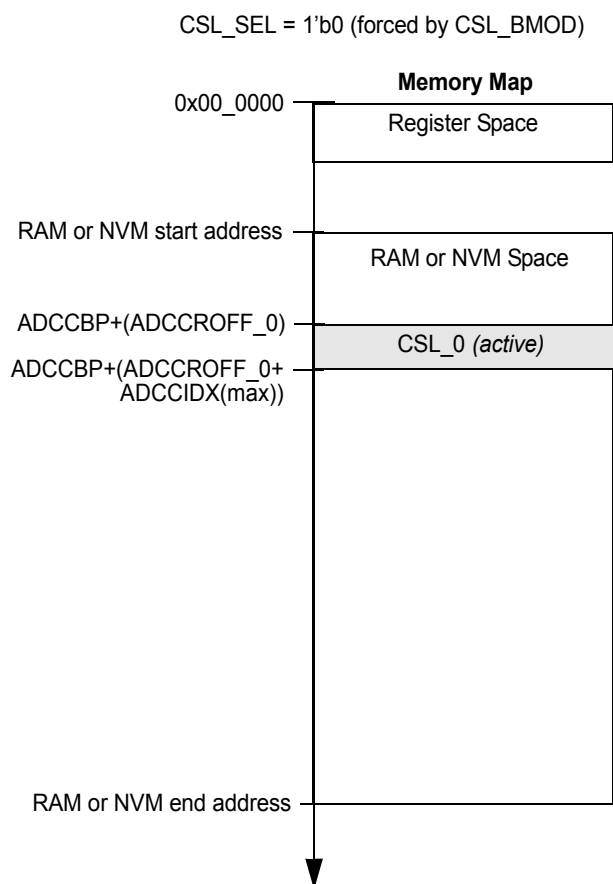 CSL_SEL = 1'b0 (forced by CSL_BMOD)
Memory Map
0x00_0000
Register Space
RAM or NVM start address
RAM or NVM Space
ADCCBP+(ADCCROFF_0)
CSL_0 (active)
ADCCBP+(ADCCROFF_0+
ADCCIDX(max))
RAM or NVM end address